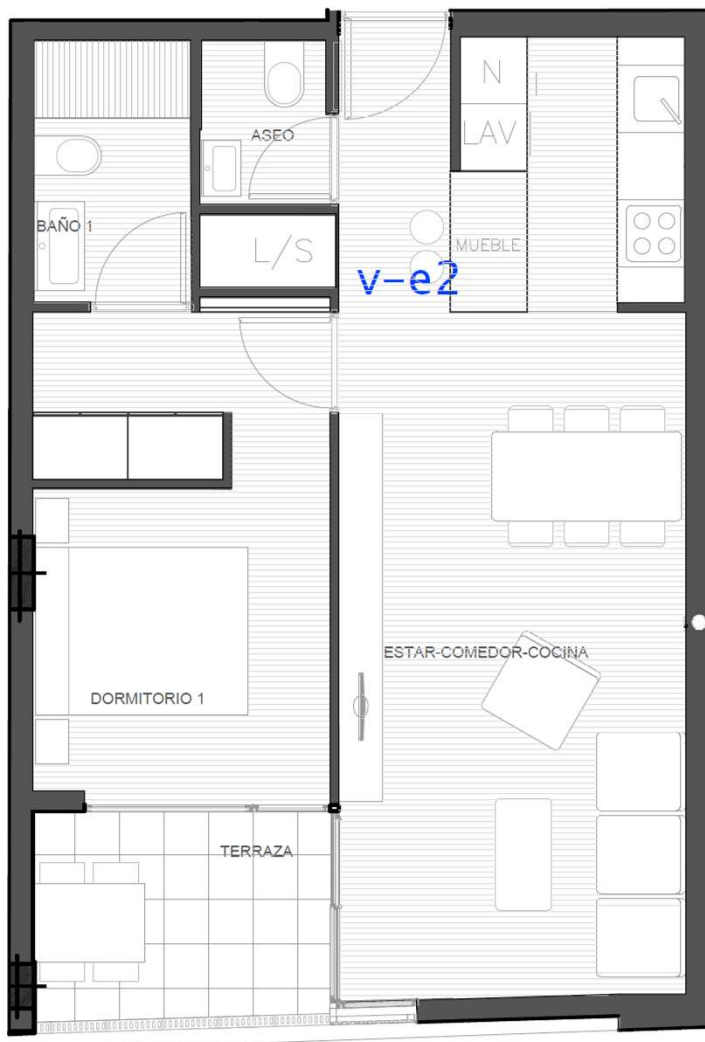 N
ASEO
LAV
BAÑO 1
L/S
MUEBLE
v-e2
ESTAR-COMEDOR-COCINA
DORMITORIO 1
TERRAZA